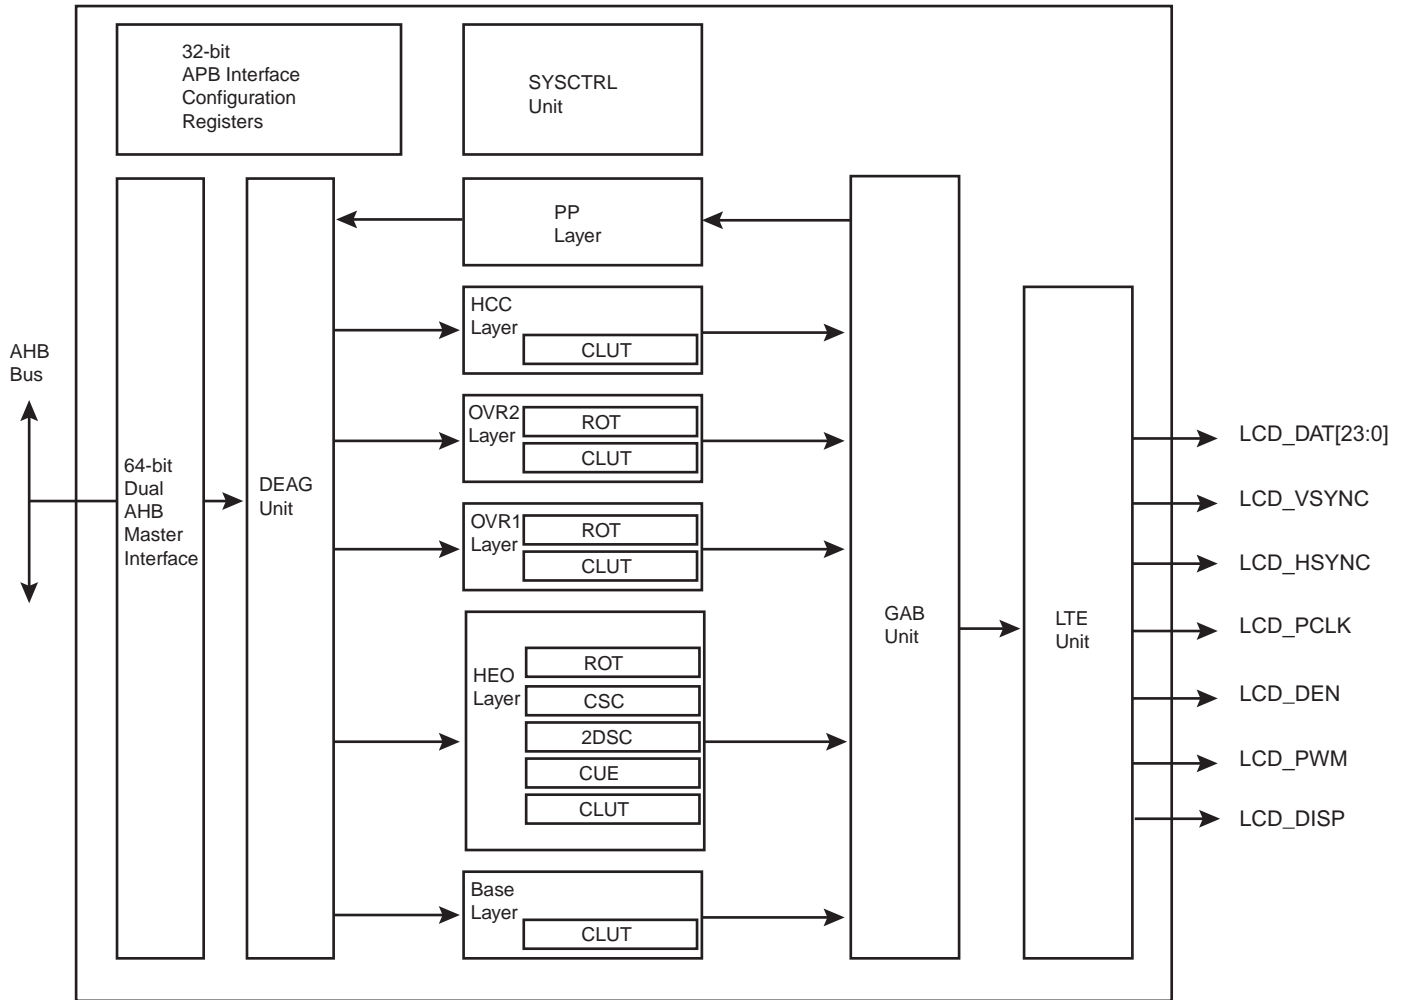 32-bit
APB Interface
Configuration
Registers
SYSCTRL
Unit
PP
Layer
HCC
Layer
CLUT
AHB
Bus
OVR2
Layer
ROT
CLUT
64-bit
Dual
AHB
Master
Interface
DEAG
Unit
OVR1
Layer
ROT
CLUT
HEO
Layer
ROT
CSC
2DSC
CUE
CLUT
Base
Layer
CLUT
GAB
Unit
LTE
Unit
LCD_DAT[23:0]
LCD_VSYNC
LCD_HSYNC
LCD_PCLK
LCD_DEN
LCD_PWM
LCD_DISP